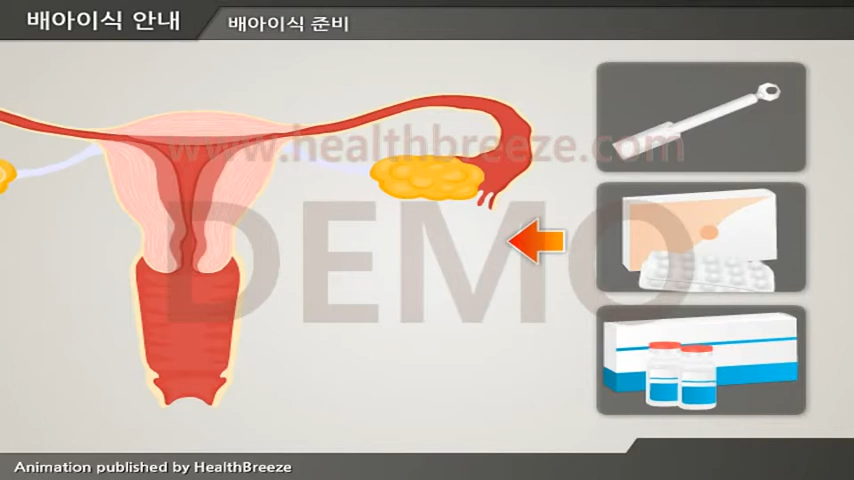 배아이식 안내
배아이식 준비
www.healthbreeze.com
DEMO
Animation published by HealthBreeze